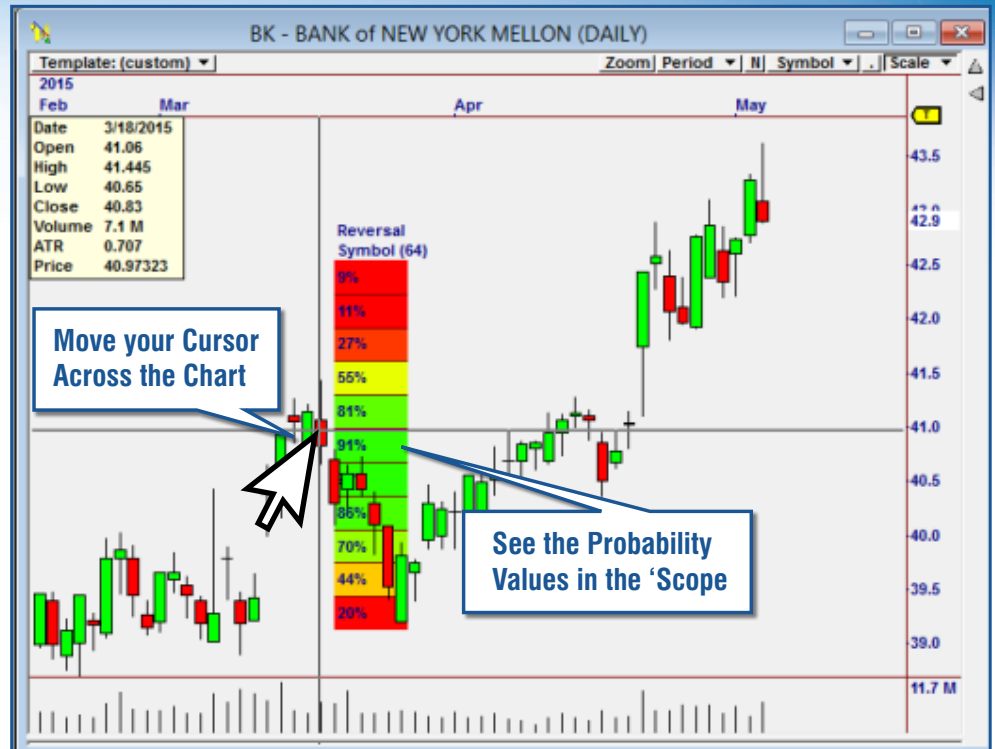 BK - BANK of NEW YORK MELLON (DAILY)
Template: (custom)
Zoom Period N Symbol . Scale
2015
Feb Mar Apr May
Date 3/18/2015
Open 41.06
High 41.445
Low 40.65
Close 40.83
Volume 7.1 M
ATR 0.707
Price 40.97323
T
43.5
42.9
42.5
42.0
41.5
41.0
40.5
40.0
39.5
39.0
11.7 M
Reversal
Symbol (64)
9%
11%
27%
55%
81%
91%
86%
70%
44%
20%
Move your Cursor
Across the Chart
See the Probability
Values in the ‘Scope